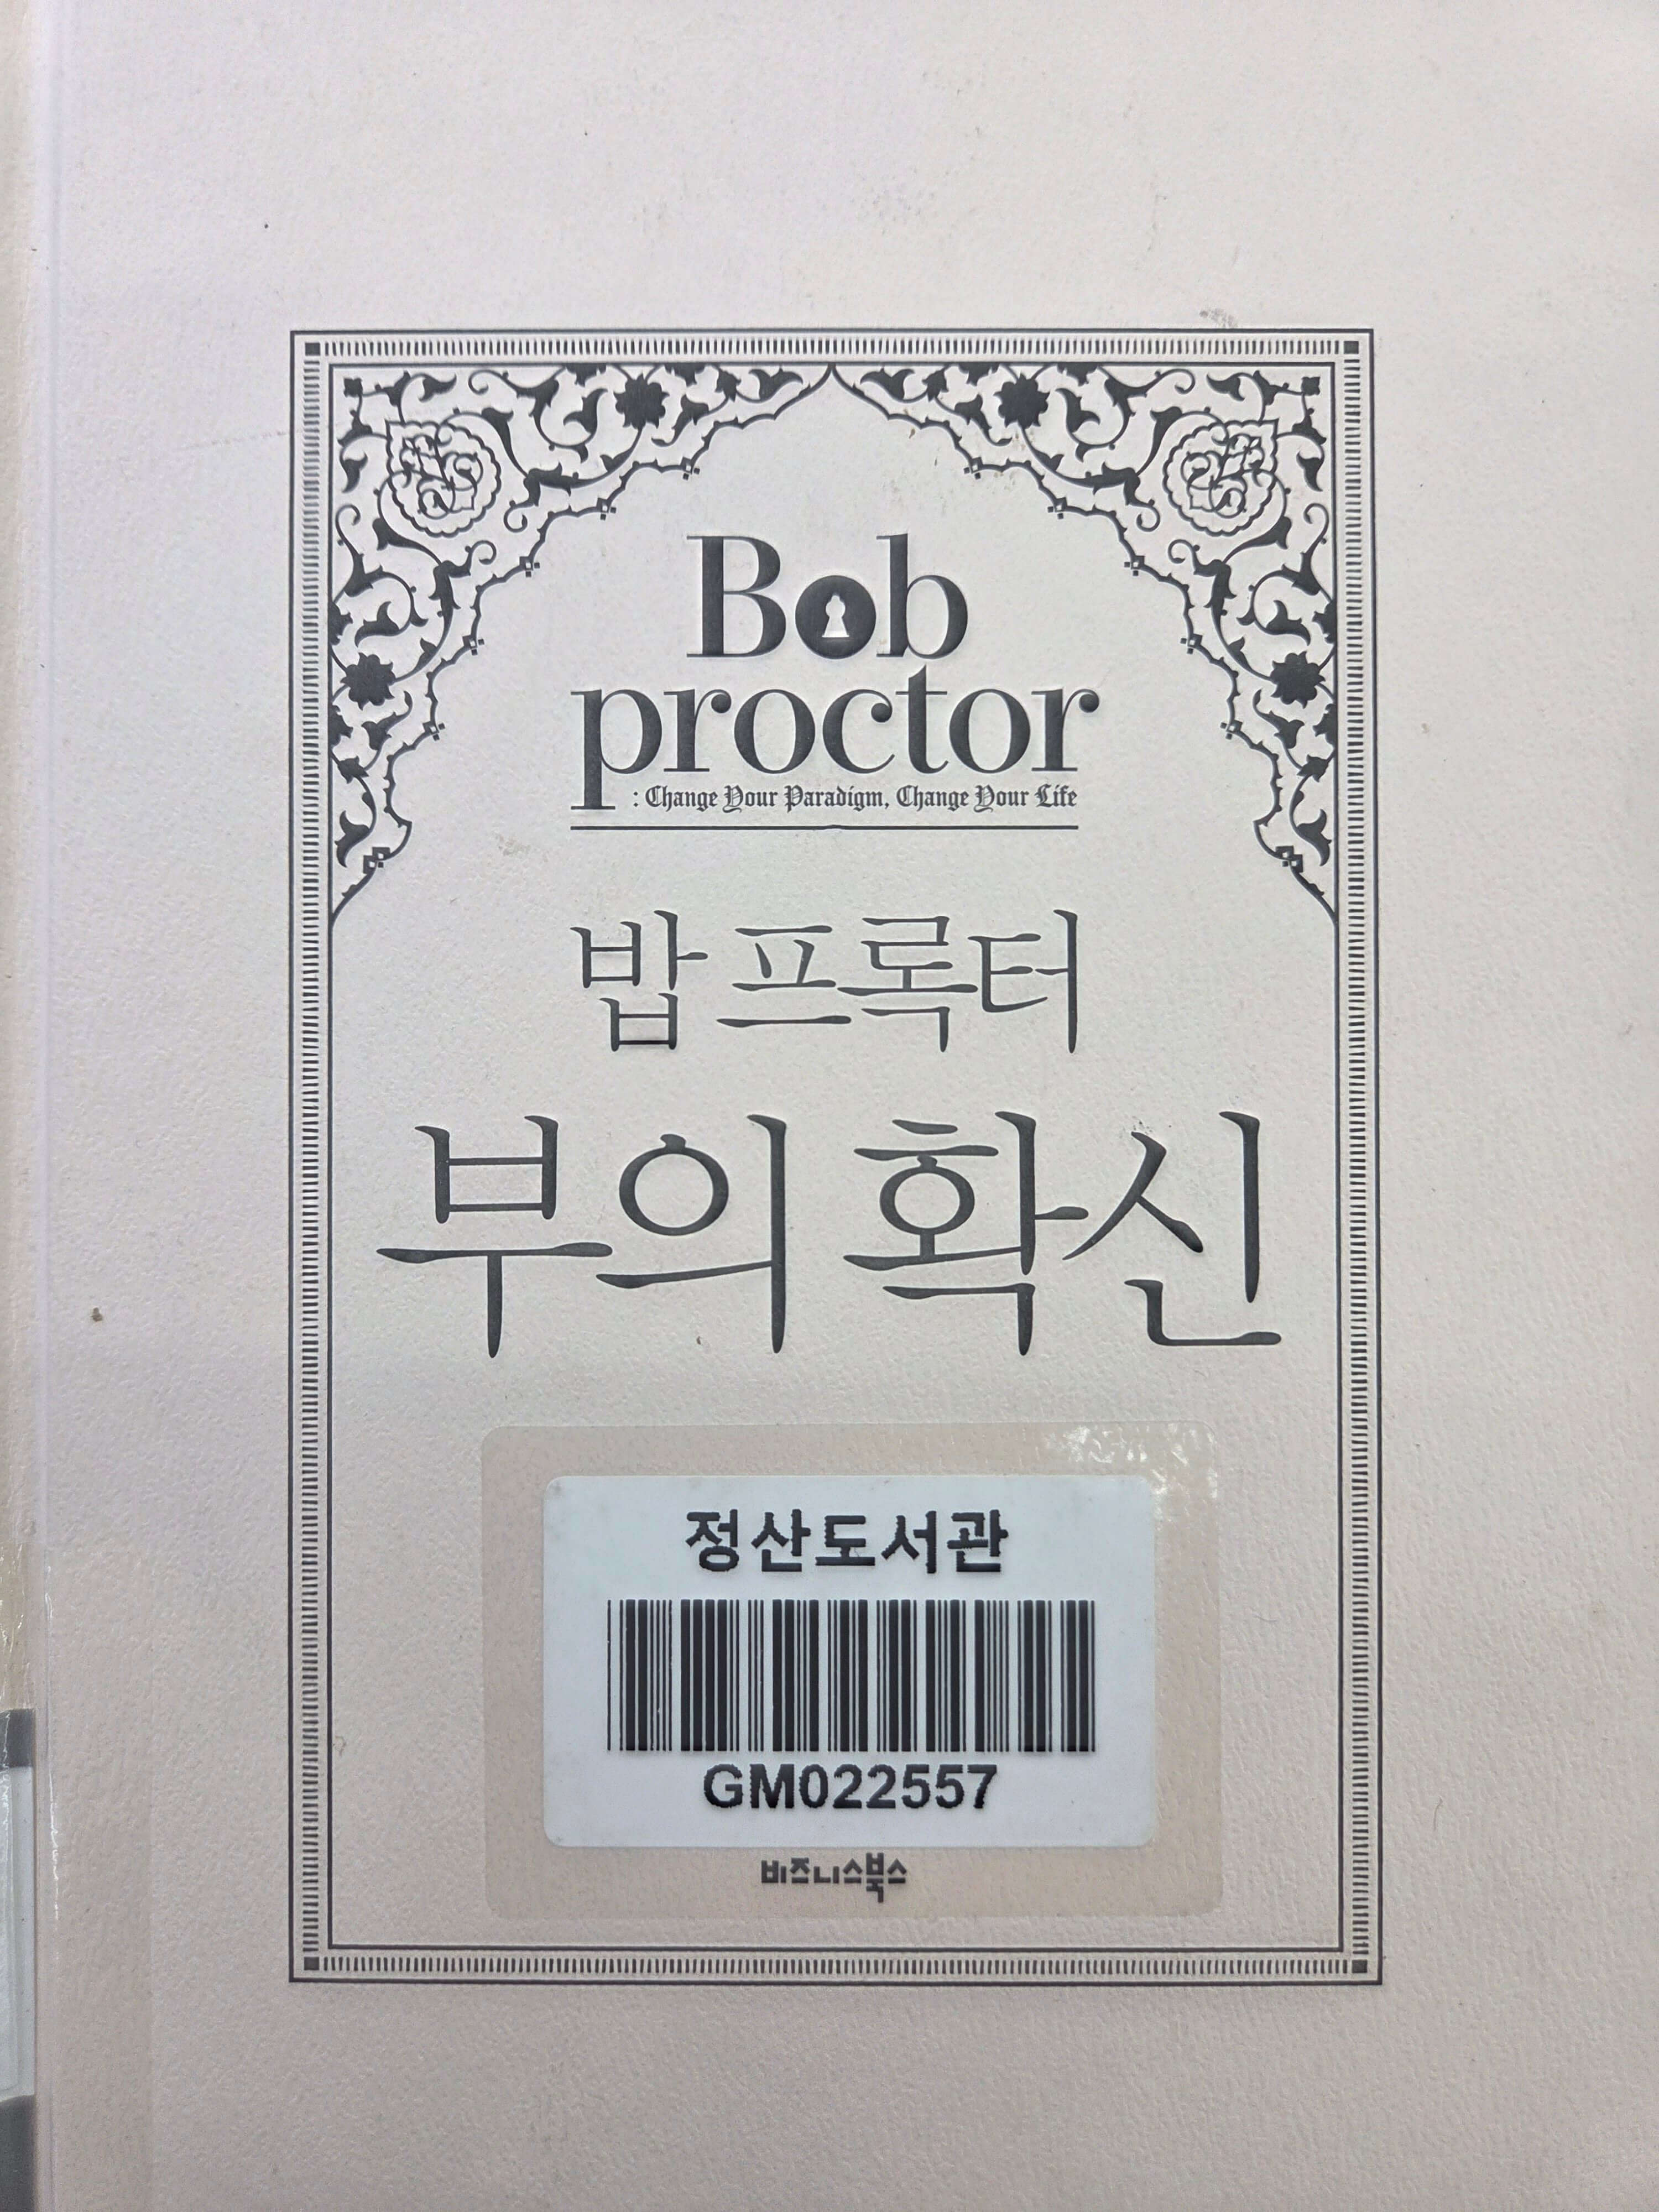 Bob
proctor
: Change Your Paradigm, Change Your Life
밥 프록터
부의 확신
정산도서관
GM022557
비즈니스북스